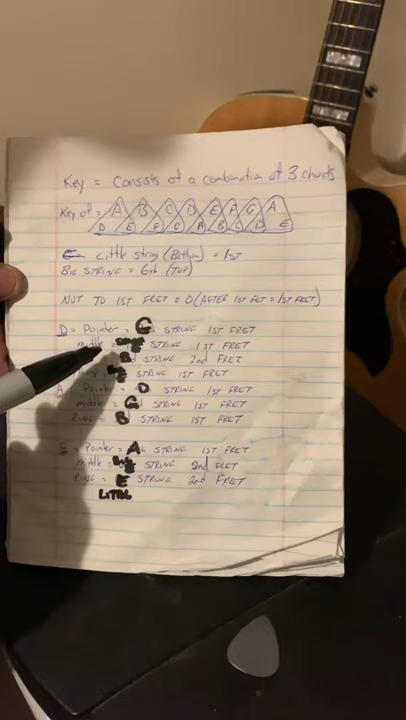 Key = Consists of a combination of 3 chords
Key of = A B C D E F G A
D E F C A B C D E
E Little string (Bottom) = 1st
Big String = 6th (Top)
Nut to 1st Fret = 0 (After 1st Fet = 1st Fret)
D = Pointer = G String 1st Fret
middle = E String 1st Fret
B String 2nd Fret
E String 1st Fret
A Pointer = D String 1st Fret
middle = G String 1st Fret
Ring = B String 1st Fret
E = Pointer = A String 1st Fret
middle = String 2nd Fret
Ring = E String 2nd Fret
Little